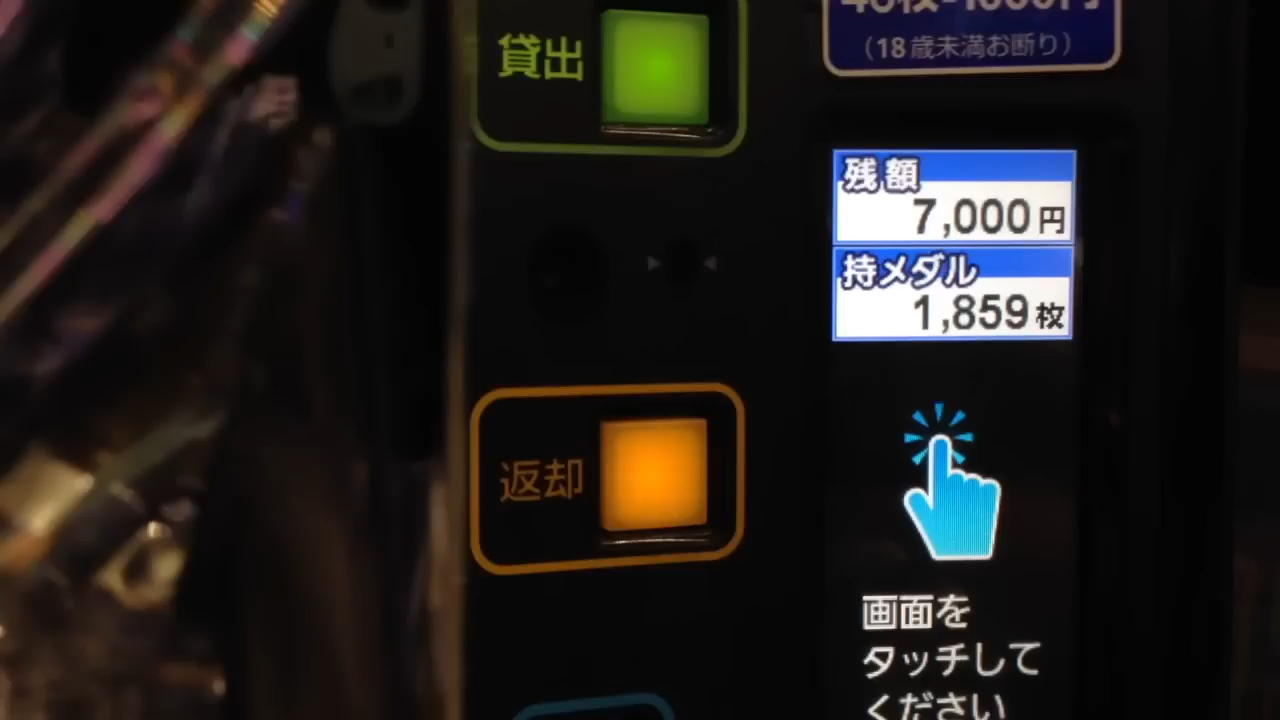 貸出
(18歳未満お断り)
残額
7,000円
持メダル
1,859枚
返却
画面を
タッチして
ください